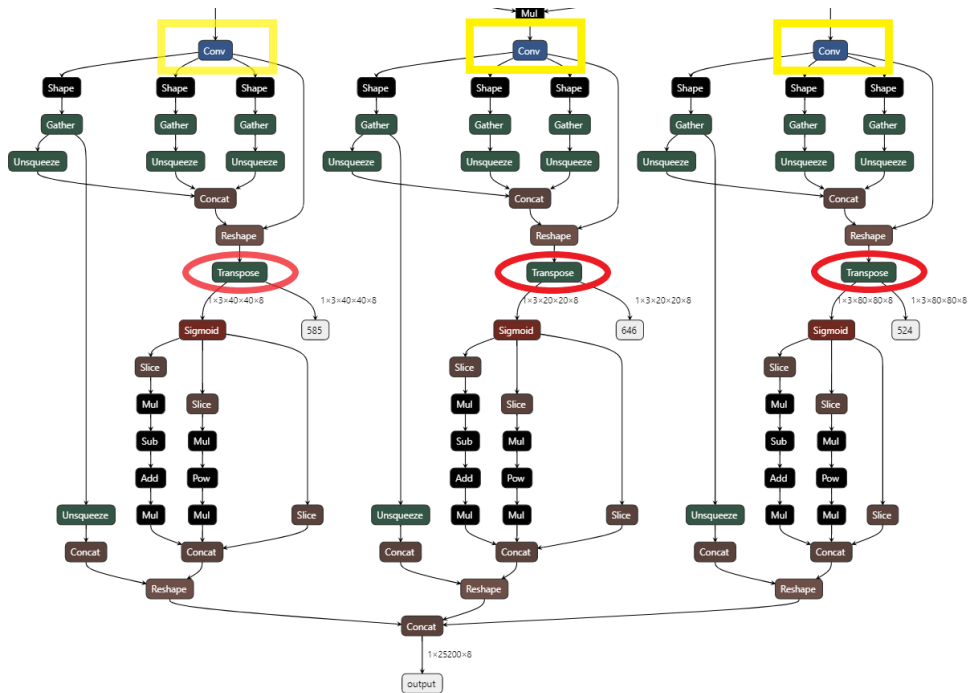 Mul
Conv Conv Conv
Shape Shape Shape Shape Shape Shape Shape Shape Shape
Gather Gather Gather Gather Gather Gather Gather Gather Gather
Unsqueeze Unsqueeze Unsqueeze Unsqueeze Unsqueeze Unsqueeze Unsqueeze Unsqueeze Unsqueeze
Concat Concat Concat
Reshape Reshape Reshape
Transpose Transpose Transpose
1×3×40×40×8 1×3×40×40×8 1×3×20×20×8 1×3×20×20×8 1×3×80×80×8 1×3×80×80×8
Sigmoid 585 Sigmoid 646 Sigmoid 524
Slice Slice Slice
Mul Slice Mul Slice Mul Slice
Sub Mul Sub Mul Sub Mul
Add Pow Add Pow Add Pow
Unsqueeze Mul Mul Slice Unsqueeze Mul Mul Slice Unsqueeze Mul Mul Slice
Concat Concat Concat Concat Concat Concat
Reshape Reshape Reshape
Concat
1×25200×8
output